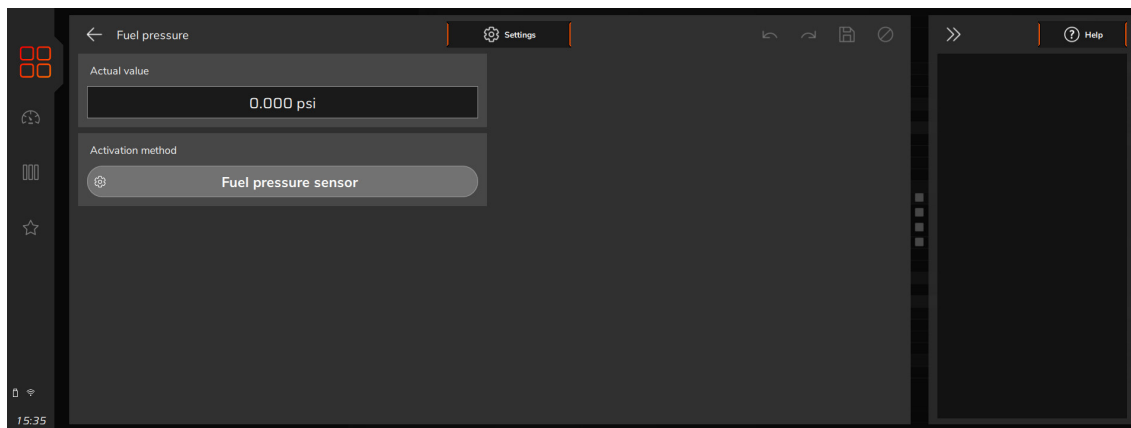 Fuel pressure
Settings
Help
Actual value
0.000 psi
Activation method
Fuel pressure sensor
15:35